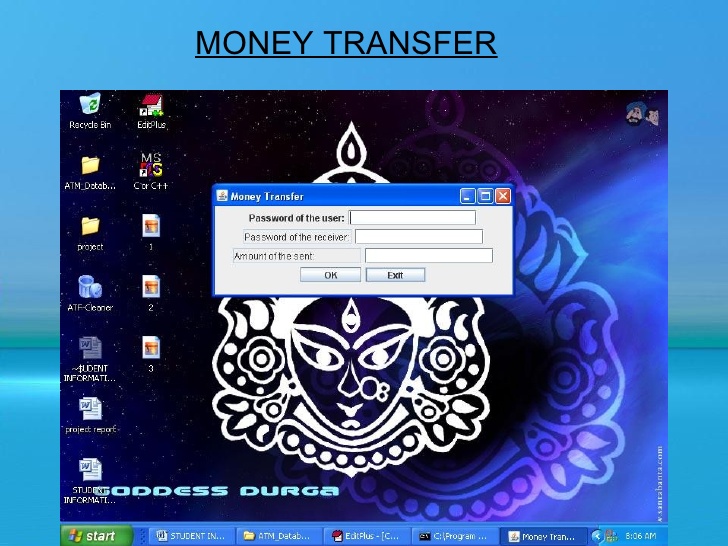 MONEY TRANSFER
Recycle Bin
EditPlus
ATM_Datab...
C or C++
project
1
ATF-Cleaner
2
~$UDENT
INFORMATI...
3
project report
STUDENT
INFORMATI...
Money Transfer
Password of the user:
Password of the receiver:
Amount of the sent:
OK
Exit
GODDESS DURGA
start
STUDENT IN...
ATM_Datab...
EditPlus - [C...
C:\Program ...
Money Tran...
8:06 AM